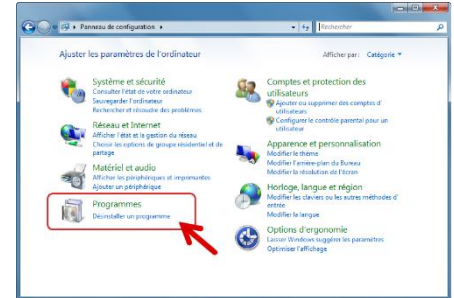 Panneau de configuration
Rechercher
Ajuster les paramètres de l'ordinateur
Afficher par : Catégorie
Système et sécurité
Consulter l'état de votre ordinateur
Sauvegarder l'ordinateur
Rechercher et résoudre des problèmes
Réseau et Internet
Afficher l'état et la gestion du réseau
Choisir les options de groupe résidentiel et de
partage
Matériel et audio
Afficher les périphériques et imprimantes
Ajouter un périphérique
Programmes
Désinstaller un programme
Comptes et protection des
utilisateurs
Ajouter ou supprimer des comptes d'
utilisateurs
Configurer le contrôle parental pour un
utilisateur
Apparence et personnalisation
Modifier le thème
Modifier l'arrière-plan du Bureau
Modifier la résolution de l'écran
Horloge, langue et région
Modifier les claviers ou les autres méthodes d'
entrée
Modifier la langue
Options d'ergonomie
Laisser Windows suggérer les paramètres
Optimiser l'affichage